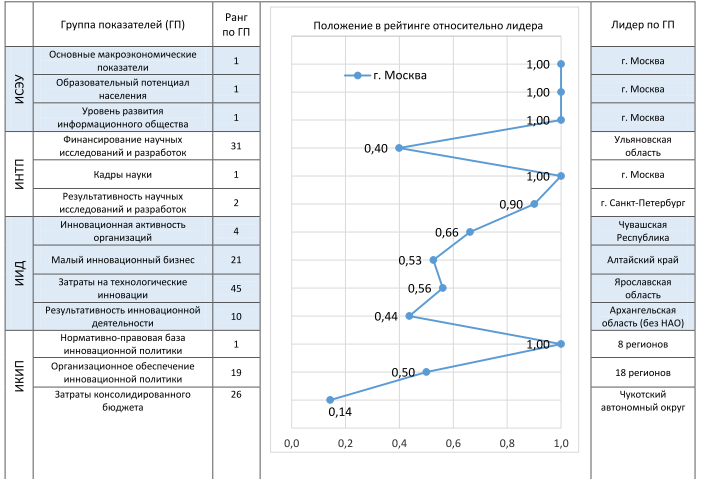 Группа показателей (ГП)
Ранг
по ГП
Положение в рейтинге относительно лидера
Лидер по ГП
ИСЭУ
Основные макроэкономические
показатели
1
1,00
г. Москва
г. Москва
Образовательный потенциал
населения
1
1,00
г. Москва
Уровень развития
информационного общества
1
1,00
г. Москва
ИНТП
Финансирование научных
исследований и разработок
31
0,40
Ульяновская
область
Кадры науки
1
1,00
г. Москва
Результативность научных
исследований и разработок
2
0,90
г. Санкт-Петербург
ИИД
Инновационная активность
организаций
4
0,66
Чувашская
Республика
Малый инновационный бизнес
21
0,53
Алтайский край
Затраты на технологические
инновации
45
0,56
Ярославская
область
Результативность инновационной
деятельности
10
0,44
Архангельская
область (без НАО)
ИКИП
Нормативно-правовая база
инновационной политики
1
1,00
8 регионов
Организационное обеспечение
инновационной политики
19
0,50
18 регионов
Затраты консолидированного
бюджета
26
0,14
Чукотский
автономный округ
0,0 0,2 0,4 0,6 0,8 1,0